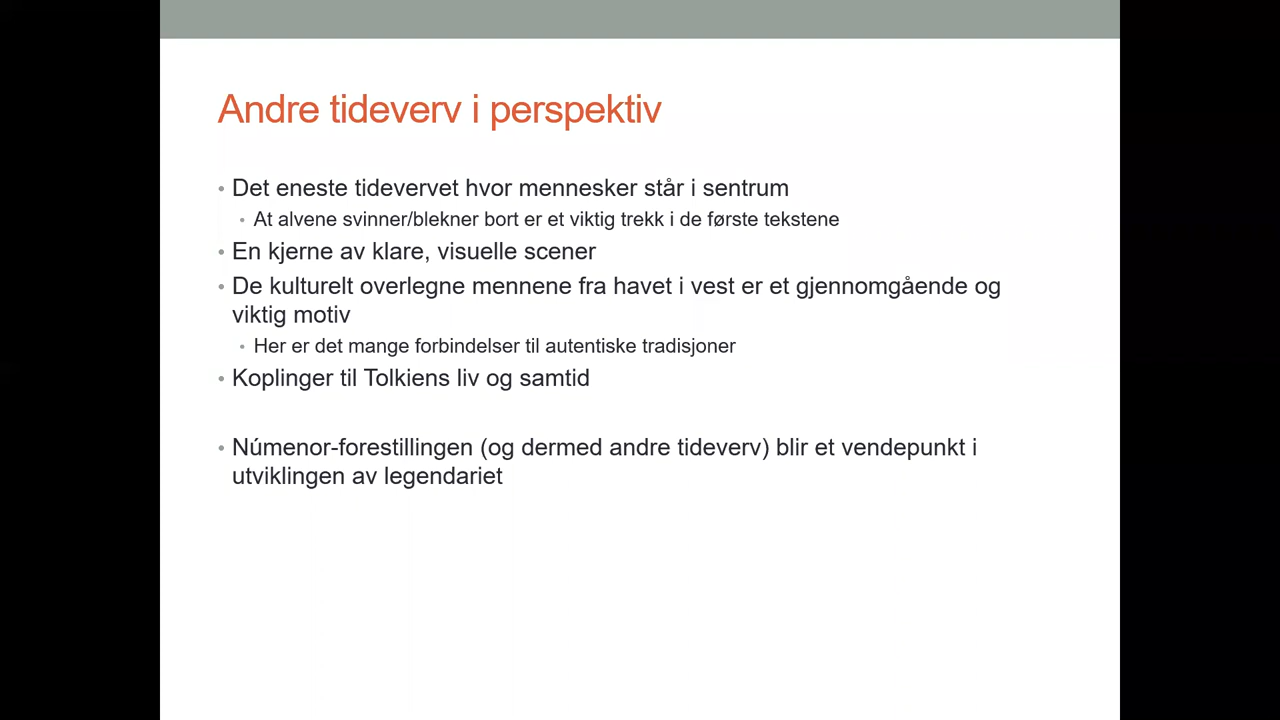 Andre tideverv i perspektiv
• Det eneste tidevervet hvor mennesker står i sentrum
• At alvene svinner/blekner bort er et viktig trekk i de første tekstene
• En kjerne av klare, visuelle scener
• De kulturelt overlegne mennene fra havet i vest er et gjennomgående og
viktig motiv
• Her er det mange forbindelser til autentiske tradisjoner
• Koplinger til Tolkiens liv og samtid
• Númenor-forestillingen (og dermed andre tideverv) blir et vendepunkt i
utviklingen av legendariet